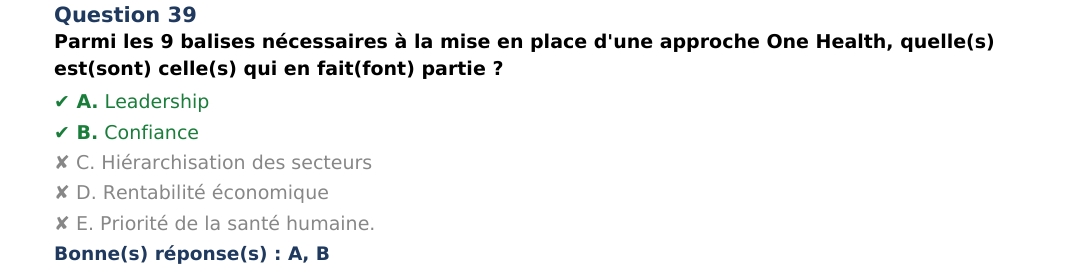 Question 39
Parmi les 9 balises nécessaires à la mise en place d'une approche One Health, quelle(s)
est(sont) celle(s) qui en fait(font) partie ?
✔ A. Leadership
✔ B. Confiance
✘ C. Hiérarchisation des secteurs
✘ D. Rentabilité économique
✘ E. Priorité de la santé humaine.
Bonne(s) réponse(s) : A, B